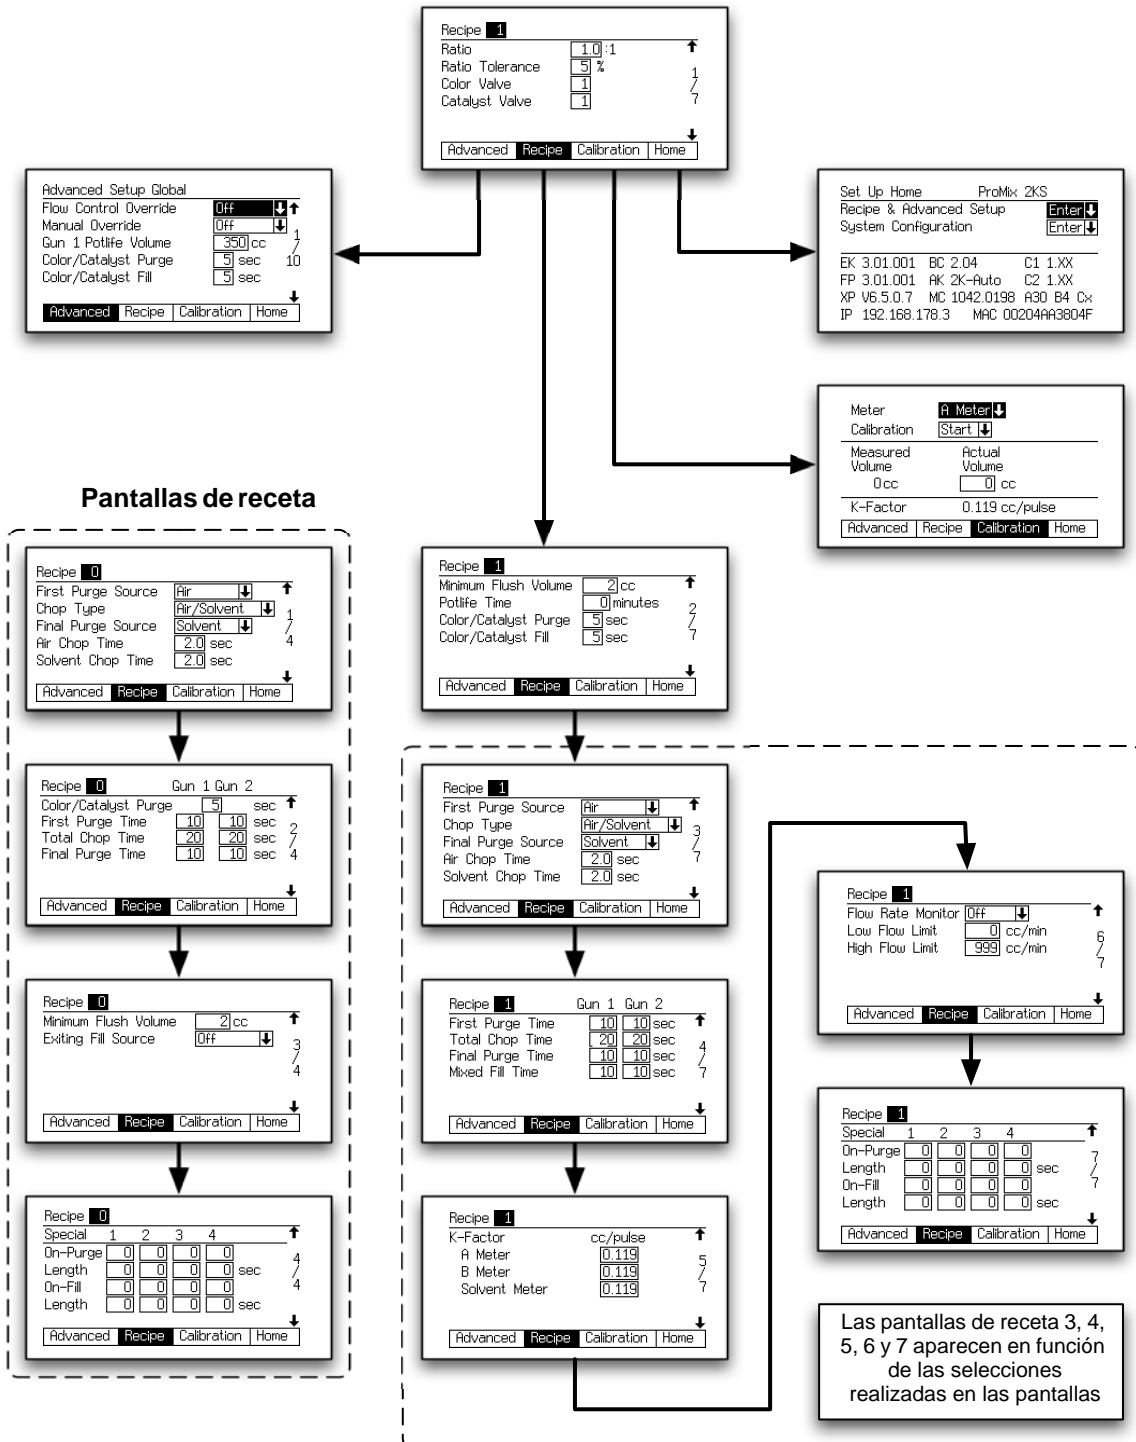 Recipe 1
Ratio 1.0 :1
Ratio Tolerance 5 %
Color Valve 1
Catalyst Valve 1
1
/
7
Advanced Recipe Calibration Home
Advanced Setup Global
Flow Control Override Off
Manual Override Off
Gun 1 Potlife Volume 350 cc
Color/Catalyst Purge 5 sec
Color/Catalyst Fill 5 sec
1
/
10
Advanced Recipe Calibration Home
Set Up Home ProMix 2KS
Recipe & Advanced Setup Enter
System Configuration Enter
EK 3.01.001 BC 2.04 C1 1.XX
FP 3.01.001 AK 2K-Auto C2 1.XX
XP V6.5.0.7 MC 1042.0198 A30 B4 Cx
IP 192.168.178.3 MAC 00204AA3804F
Meter A Meter
Calibration Start
Measured Actual
Volume Volume
0 cc 0 cc
K-Factor 0.119 cc/pulse
Advanced Recipe Calibration Home
Pantallas de receta
Recipe 0
First Purge Source Air
Chop Type Air/Solvent
Final Purge Source Solvent
Air Chop Time 2.0 sec
Solvent Chop Time 2.0 sec
1
/
4
Advanced Recipe Calibration Home
Recipe 1
Minimum Flush Volume 2 cc
Potlife Time 0 minutes
Color/Catalyst Purge 5 sec
Color/Catalyst Fill 5 sec
2
/
7
Advanced Recipe Calibration Home
Recipe 0 Gun 1 Gun 2
Color/Catalyst Purge 5 sec
First Purge Time 10 10 sec
Total Chop Time 20 20 sec
Final Purge Time 10 10 sec
2
/
4
Advanced Recipe Calibration Home
Recipe 1
First Purge Source Air
Chop Type Air/Solvent
Final Purge Source Solvent
Air Chop Time 2.0 sec
Solvent Chop Time 2.0 sec
3
/
7
Advanced Recipe Calibration Home
Recipe 1
Flow Rate Monitor Off
Low Flow Limit 0 cc/min
High Flow Limit 999 cc/min
6
/
7
Advanced Recipe Calibration Home
Recipe 0
Minimum Flush Volume 2 cc
Exiting Fill Source Off
3
/
4
Advanced Recipe Calibration Home
Recipe 1 Gun 1 Gun 2
First Purge Time 10 10 sec
Total Chop Time 20 20 sec
Final Purge Time 10 10 sec
Mixed Fill Time 10 10 sec
4
/
7
Advanced Recipe Calibration Home
Recipe 1
Special 1 2 3 4
On-Purge 0 0 0 0
Length 0 0 0 0 sec
On-Fill 0 0 0 0
Length 0 0 0 0 sec
7
/
7
Advanced Recipe Calibration Home
Recipe 0
Special 1 2 3 4
On-Purge 0 0 0 0
Length 0 0 0 0 sec
On-Fill 0 0 0 0
Length 0 0 0 0 sec
4
/
4
Advanced Recipe Calibration Home
Recipe 1
K-Factor cc/pulse
A Meter 0.119
B Meter 0.119
Solvent Meter 0.119
5
/
7
Advanced Recipe Calibration Home
Las pantallas de receta 3, 4,
5, 6 y 7 aparecen en función
de las selecciones
realizadas en las pantallas